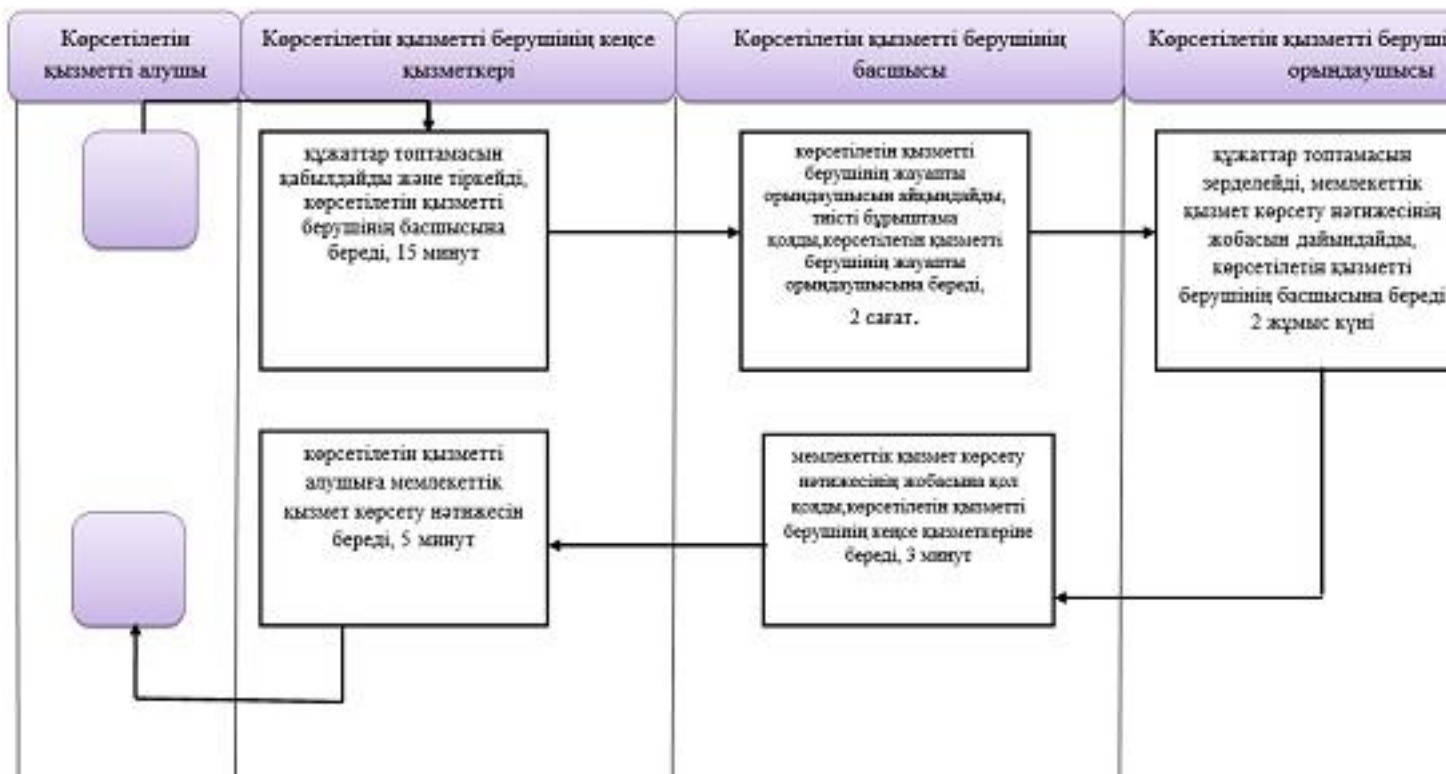 Көрсетілетін
қызметті алушы
Көрсетілетін қызметті берушінің кеңсе
қызметкері
Көрсетілетін қызметті берушінің
басшысы
Көрсетілетін қызметті беруші
орындаушысы
құжаттар топтамасын
қабылдайды және тіркейді,
көрсетілетін қызметті
берушінің басшысына
береді, 15 минут
көрсетілетін қызметті
берушінің жауапты
орындаушысын айқындайды,
тиісті бұрыштама
қояды,көрсетілетін қызметті
берушінің жауапты
орындаушысына береді,
2 сағат.
құжаттар топтамасын
зерделейді, мемлекеттік
қызмет көрсету нәтижесінің
жобасын дайындайды,
көрсетілетін қызметті
берушінің басшысына береді
2 жұмыс күні
көрсетілетін қызметті
алушыға мемлекеттік
қызмет көрсету нәтижесін
береді, 5 минут
мемлекеттік қызмет көрсету
нәтижесінің жобасына қол
қояды,көрсетілетін қызметті
берушінің кеңсе қызметкеріне
береді, 3 минут